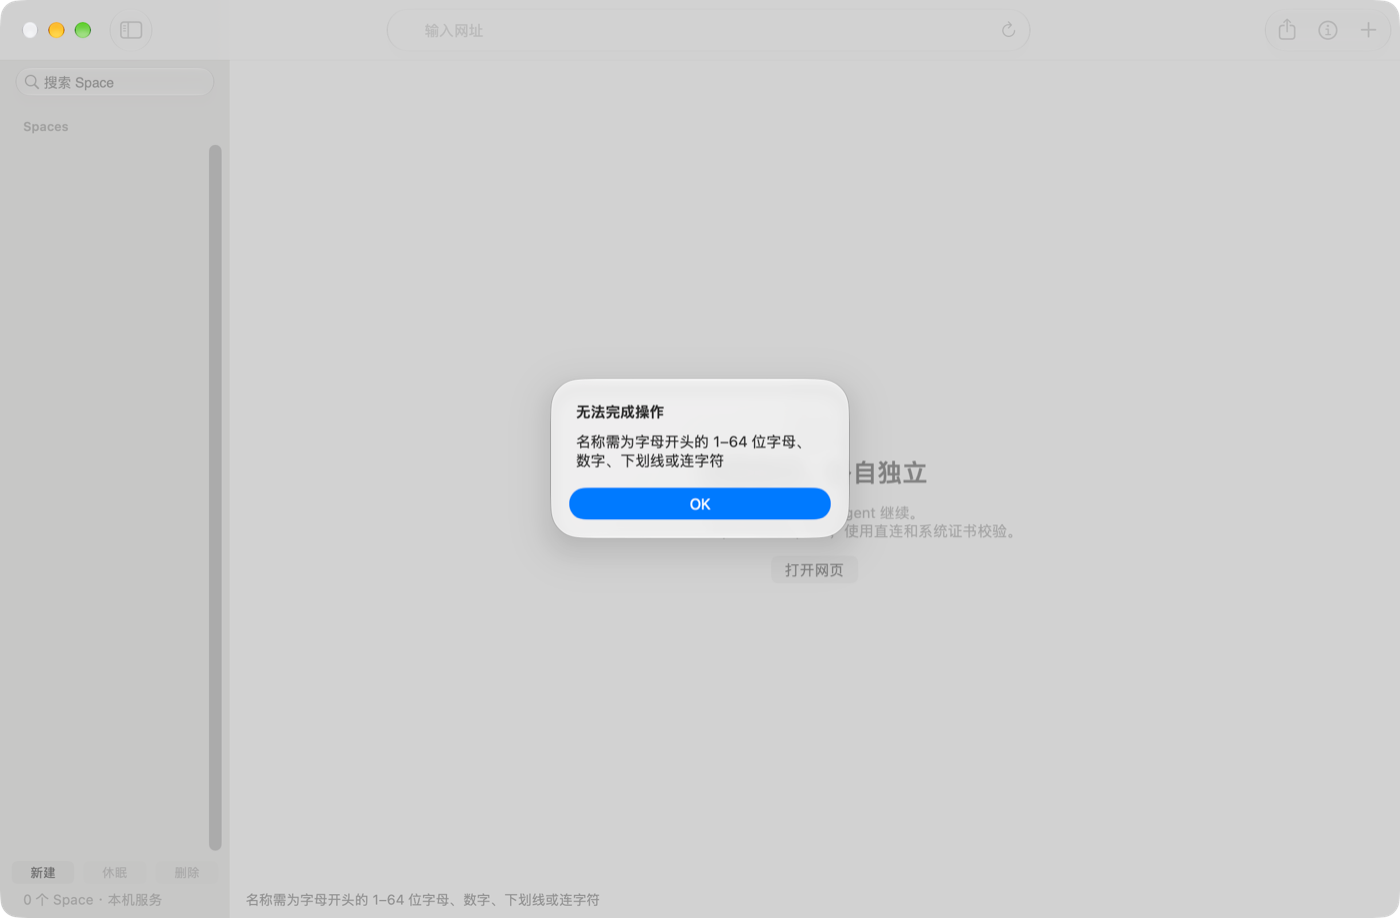 输入网址
搜索 Space
Spaces
无法完成操作
名称需为字母开头的 1–64 位字母、
数字、下划线或连字符
OK
自独立
gent 继续。
使用直连和系统证书校验。
打开网页
新建 休眠 删除
0 个 Space · 本机服务
名称需为字母开头的 1–64 位字母、数字、下划线或连字符